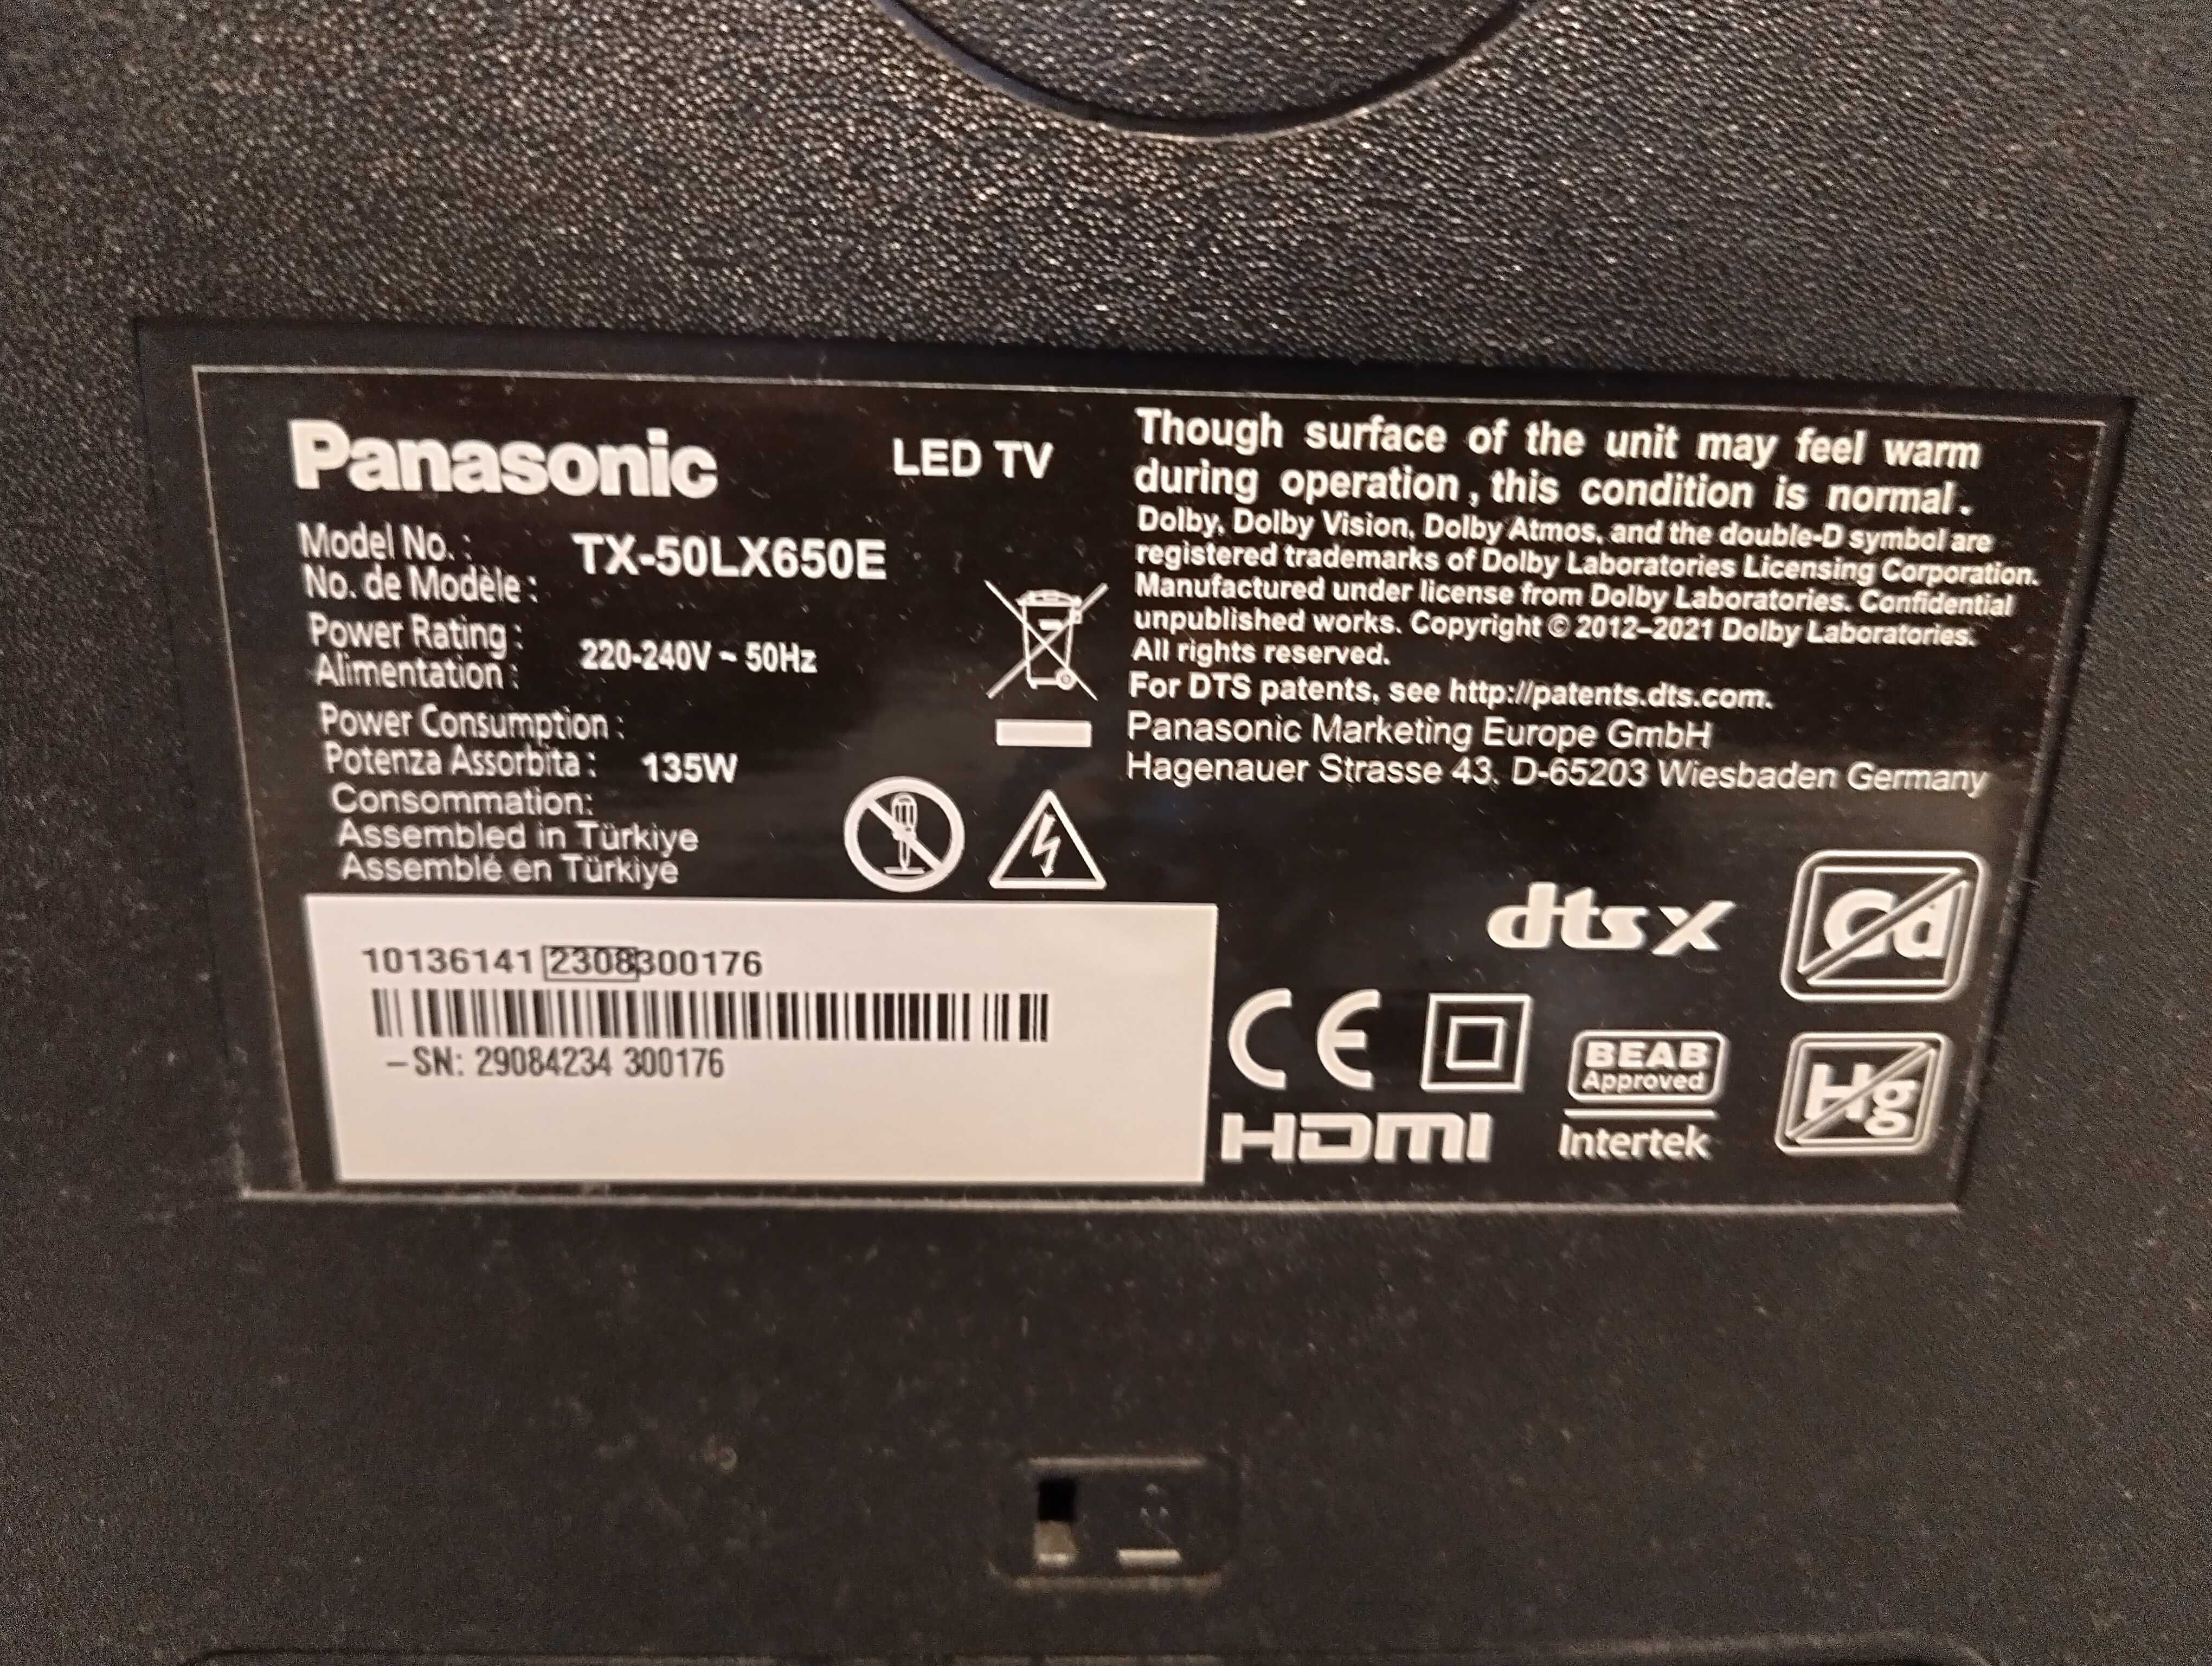 Panasonic
LED TV
Model No. :
No. de Modèle :
TX-50LX650E
Power Rating :
Alimentation :
220-240V ~ 50Hz
Power Consumption :
Potenza Assorbita :
135W
Consommation:
Assembled in Türkiye
Assemblé en Türkiye
Though surface of the unit may feel warm
during operation, this condition is normal.
Dolby, Dolby Vision, Dolby Atmos, and the double-D symbol are
registered trademarks of Dolby Laboratories Licensing Corporation.
Manufactured under license from Dolby Laboratories. Confidential
unpublished works. Copyright © 2012–2021 Dolby Laboratories.
All rights reserved.
For DTS patents, see http://patents.dts.com.
Panasonic Marketing Europe GmbH
Hagenauer Strasse 43, D-65203 Wiesbaden Germany
10136141 2308300176
–SN: 29084234 300176
dts X
Cd
CE
BEAB
Approved
Intertek
Hg
HDMI